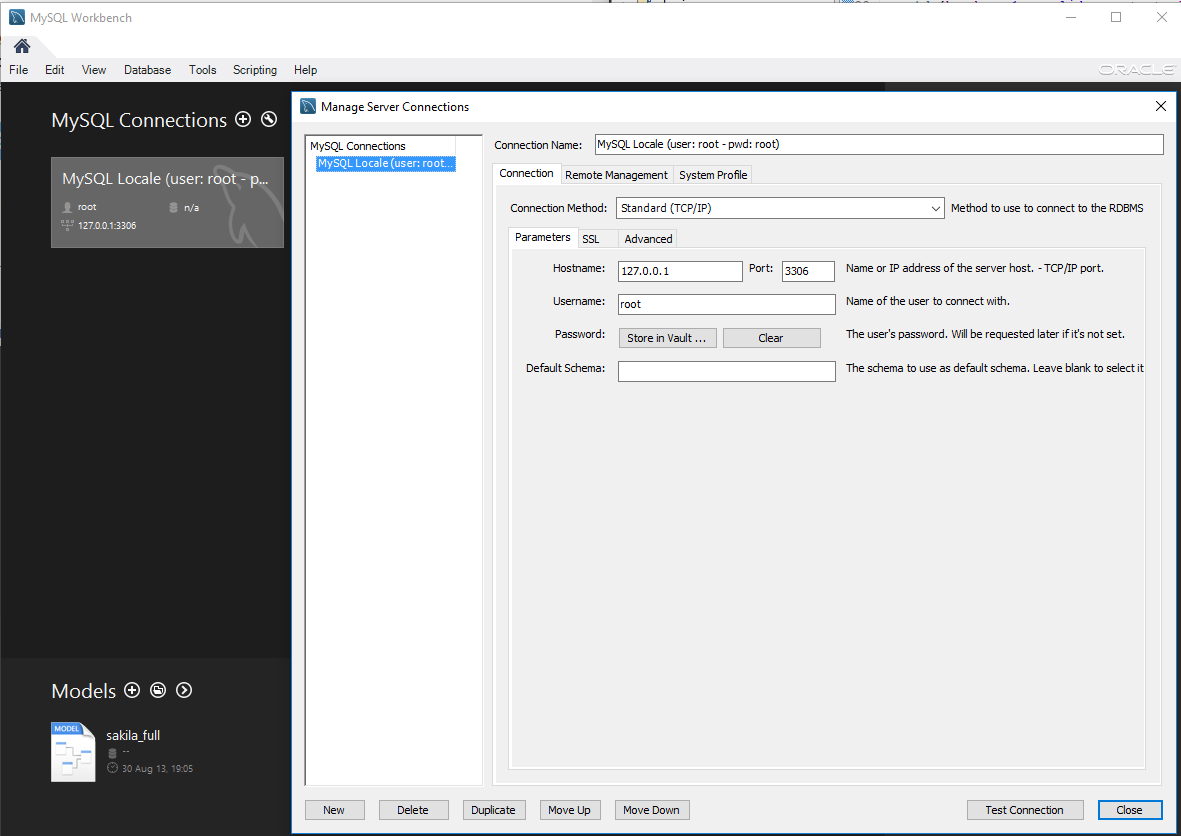 MySQL Workbench
File Edit View Database Tools Scripting Help
ORACLE
MySQL Connections
MySQL Locale (user: root - p...
root n/a
127.0.0.1:3306
Models
MODEL
sakila_full
--
30 Aug 13, 19:05
Manage Server Connections
MySQL Connections
MySQL Locale (user: root...
Connection Name: MySQL Locale (user: root - pwd: root)
Connection Remote Management System Profile
Connection Method: Standard (TCP/IP) Method to use to connect to the RDBMS
Parameters SSL Advanced
Hostname: 127.0.0.1 Port: 3306 Name or IP address of the server host. - TCP/IP port.
Username: root Name of the user to connect with.
Password: Store in Vault ... Clear The user's password. Will be requested later if it's not set.
Default Schema: The schema to use as default schema. Leave blank to select it
New Delete Duplicate Move Up Move Down Test Connection Close